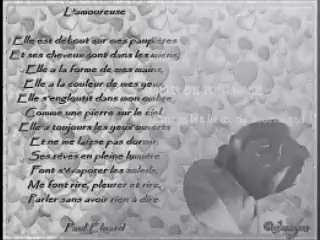 L'amoureuse
Elle est debout sur mes paupières
Et ses cheveux sont dans les miens,
Elle a la forme de mes mains,
Elle a la couleur de mes yeux,
Elle s'engloutit dans mon ombre
Comme une pierre sur le ciel.
Elle a toujours les yeux ouverts
Et ne me laisse pas dormir.
Ses rêves en pleine lumière
Font s'évaporer les soleils,
Me font rire, pleurer et rire,
Parler sans avoir rien à dire.
Paul Eluard